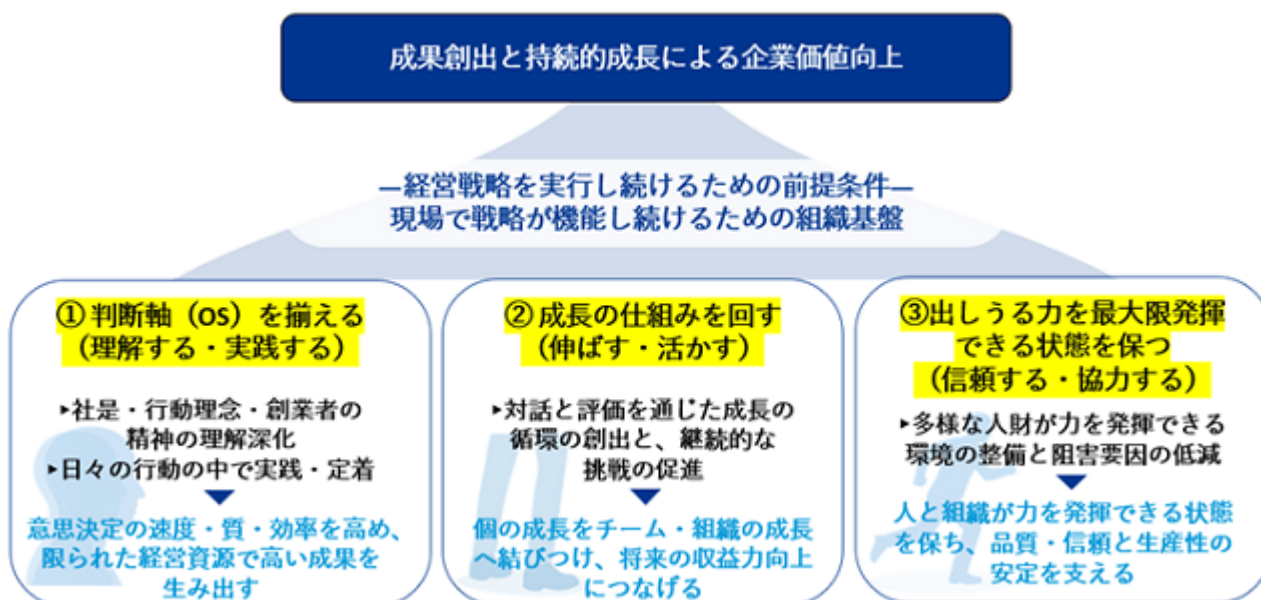 成果創出と持続的成長による企業価値向上
―経営戦略を実行し続けるための前提条件―
現場で戦略が機能し続けるための組織基盤
① 判断軸（OS）を揃える
（理解する・実践する）
▸社是・行動理念・創業者の
精神の理解深化
▸日々の行動の中で実践・定着
意思決定の速度・質・効率を高め、
限られた経営資源で高い成果を
生み出す
② 成長の仕組みを回す
（伸ばす・活かす）
▸対話と評価を通じた成長の
循環の創出と、継続的な
挑戦の促進
個の成長をチーム・組織の成長
へ結びつけ、将来の収益力向上
につなげる
③出しうる力を最大限発揮
できる状態を保つ
（信頼する・協力する）
▸多様な人財が力を発揮できる
環境の整備と阻害要因の低減
人と組織が力を発揮できる状態
を保ち、品質・信頼と生産性の
安定を支える